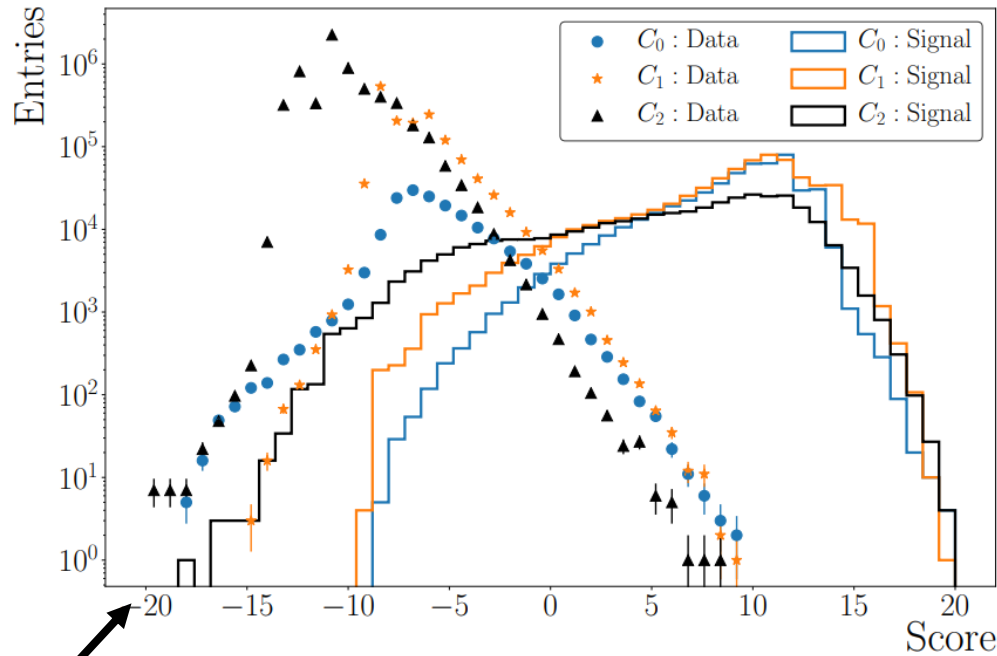 Entries
10^6
10^5
10^4
10^3
10^2
10^1
10^0
C_0 : Data
C_1 : Data
C_2 : Data
C_0 : Signal
C_1 : Signal
C_2 : Signal
−20 −15 −10 −5 0 5 10 15 20
Score